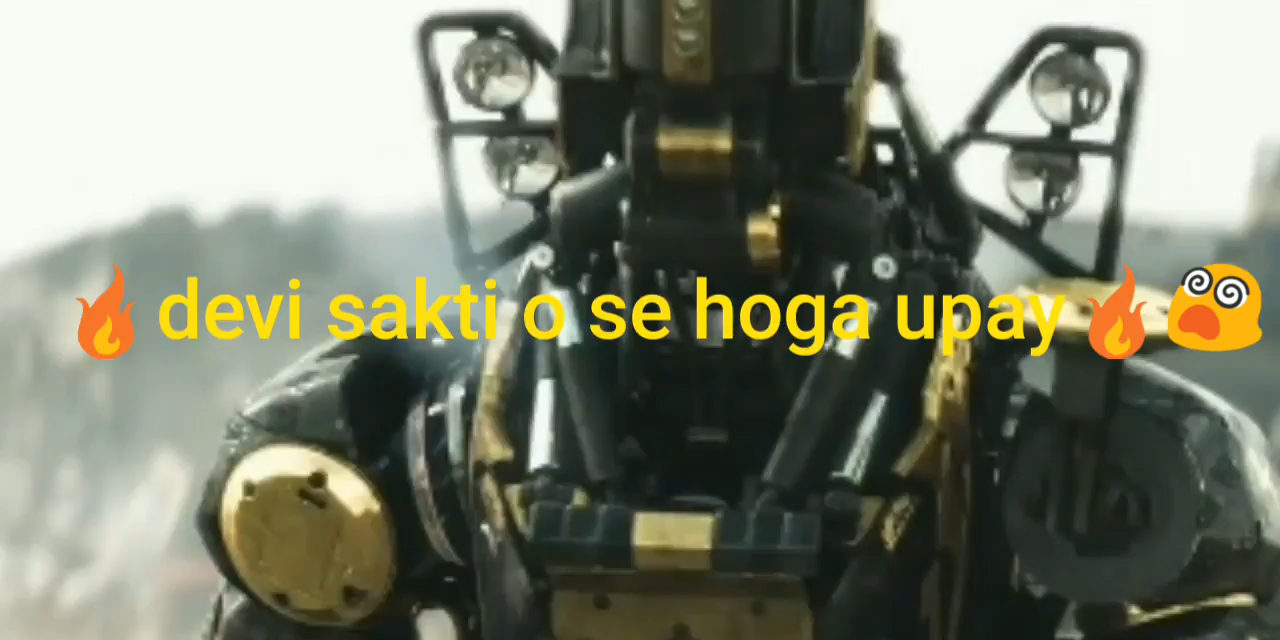 🔥 devi sakti o se hoga upay🔥😵